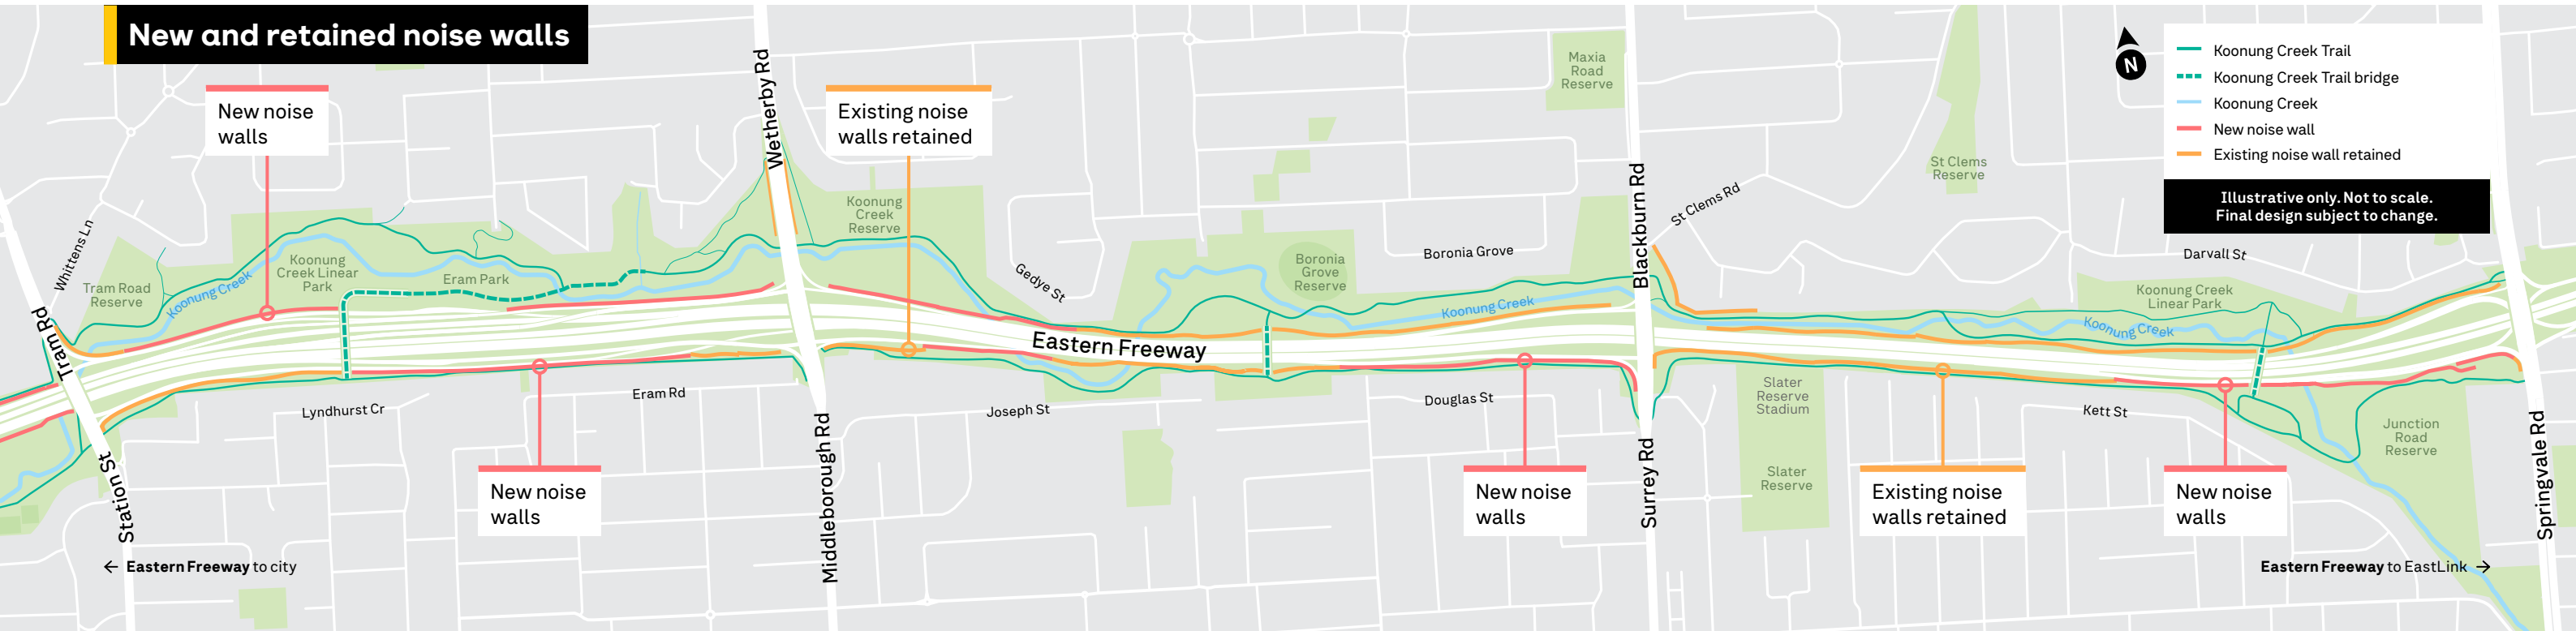 New and retained noise walls
New noise
walls
Existing noise
walls retained
Wetherby Rd
Maxia
Road
Reserve
N
Koonung Creek Trail
Koonung Creek Trail bridge
Koonung Creek
New noise wall
Existing noise wall retained
Illustrative only. Not to scale.
Final design subject to change.
Whittens Ln
Tram Road
Reserve
Koonung Creek
Koonung
Creek Linear
Park
Eram Park
Koonung
Creek
Reserve
Gedye St
Boronia
Grove
Reserve
Boronia Grove
Koonung Creek
Blackburn Rd
St Clems Rd
St Clems
Reserve
Darvall St
Koonung Creek
Linear Park
Koonung Creek
Tram Rd
Eastern Freeway
Lyndhurst Cr
Eram Rd
Joseph St
Douglas St
Slater
Reserve
Stadium
Kett St
Junction
Road
Reserve
Station St
New noise
walls
Middleborough Rd
New noise
walls
Surrey Rd
Slater
Reserve
Existing noise
walls retained
New noise
walls
Springvale Rd
← Eastern Freeway to city
Eastern Freeway to EastLink →